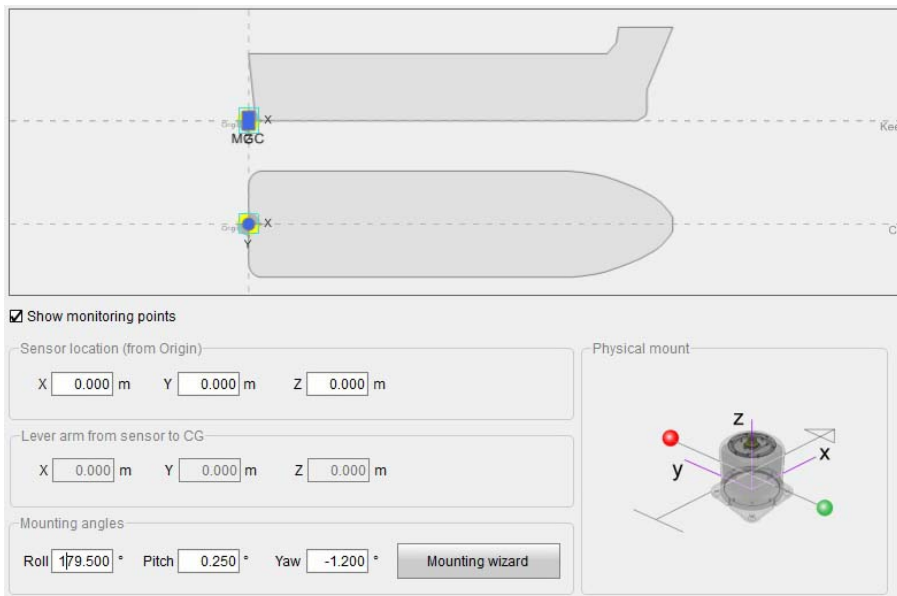 X
Kee
MGC
X
C
Y
Show monitoring points
Sensor location (from Origin)
X 0.000 m Y 0.000 m Z 0.000 m
Physical mount
Lever arm from sensor to CG
X 0.000 m Y 0.000 m Z 0.000 m
z
y
x
Mounting angles
Roll 179.500 ° Pitch 0.250 ° Yaw -1.200 ° Mounting wizard